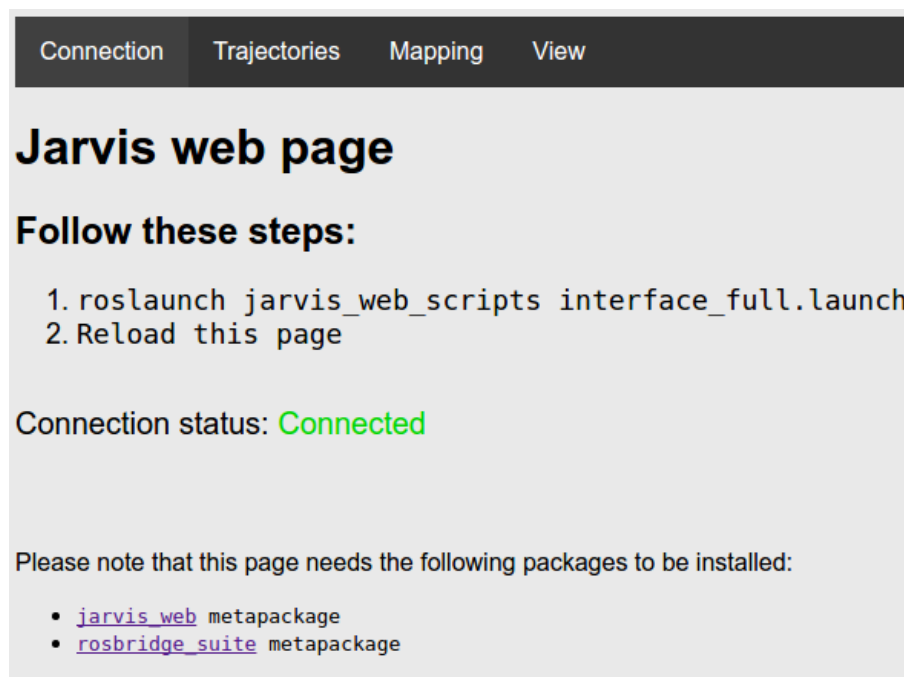 Connection Trajectories Mapping View
Jarvis web page
Follow these steps:
1. roslaunch jarvis_web_scripts interface_full.launch
2. Reload this page
Connection status: Connected
Please note that this page needs the following packages to be installed:
• jarvis_web metapackage
• rosbridge_suite metapackage